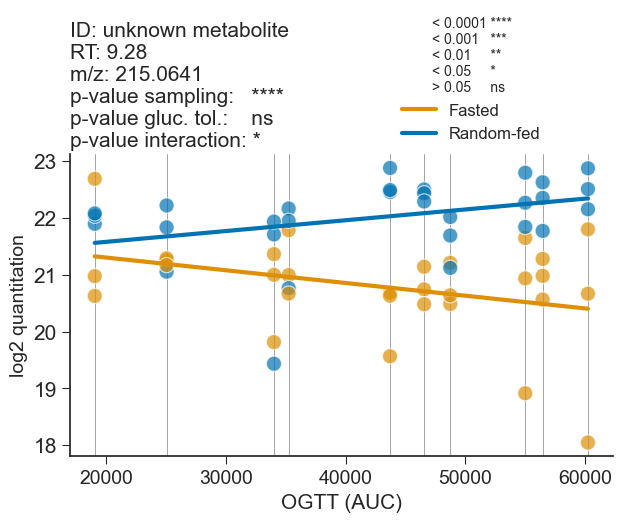 ID: unknown metabolite
RT: 9.28
m/z: 215.0641
p-value sampling: ****
p-value gluc. tol.: ns
p-value interaction: *
< 0.0001 ****
< 0.001 ***
< 0.01 **
< 0.05 *
> 0.05 ns
Fasted
Random-fed
23
22
21
20
19
18
log2 quantitation
20000
30000
40000
50000
60000
OGTT (AUC)